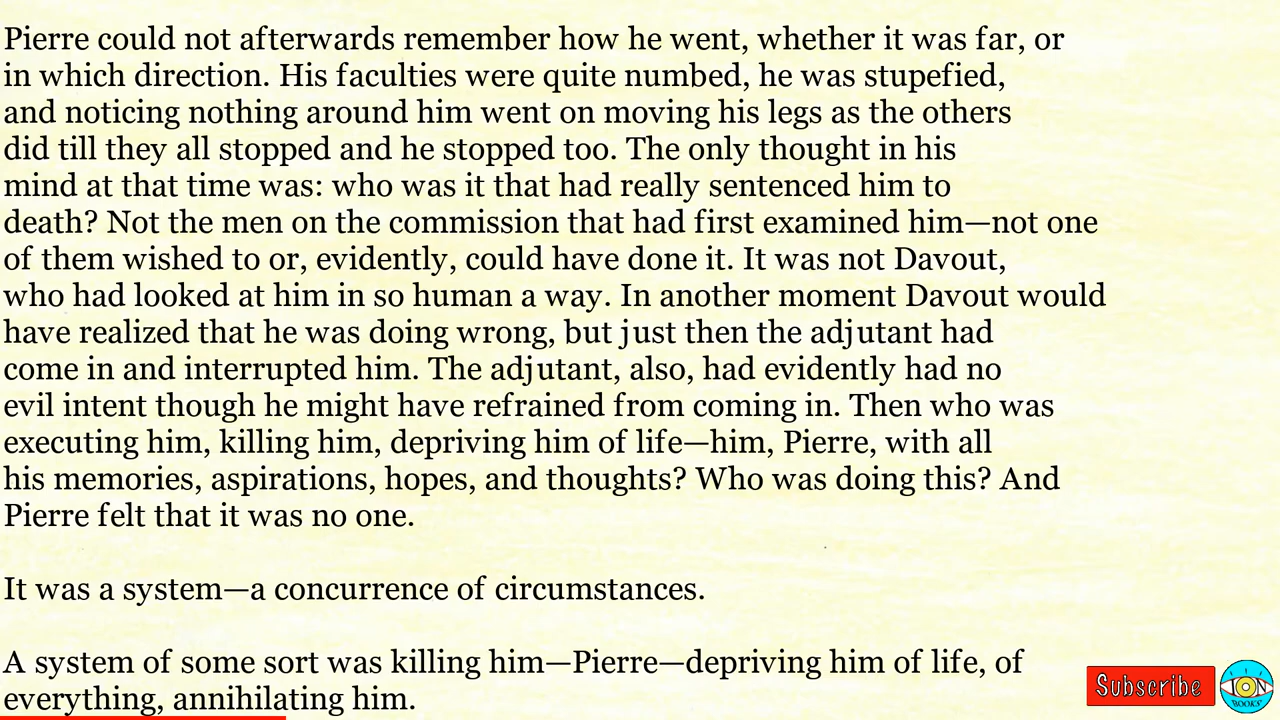 Pierre could not afterwards remember how he went, whether it was far, or
in which direction. His faculties were quite numbed, he was stupefied,
and noticing nothing around him went on moving his legs as the others
did till they all stopped and he stopped too. The only thought in his
mind at that time was: who was it that had really sentenced him to
death? Not the men on the commission that had first examined him—not one
of them wished to or, evidently, could have done it. It was not Davout,
who had looked at him in so human a way. In another moment Davout would
have realized that he was doing wrong, but just then the adjutant had
come in and interrupted him. The adjutant, also, had evidently had no
evil intent though he might have refrained from coming in. Then who was
executing him, killing him, depriving him of life—him, Pierre, with all
his memories, aspirations, hopes, and thoughts? Who was doing this? And
Pierre felt that it was no one.
It was a system—a concurrence of circumstances.
A system of some sort was killing him—Pierre—depriving him of life, of
everything, annihilating him.
Subscribe
ION
BOOKS